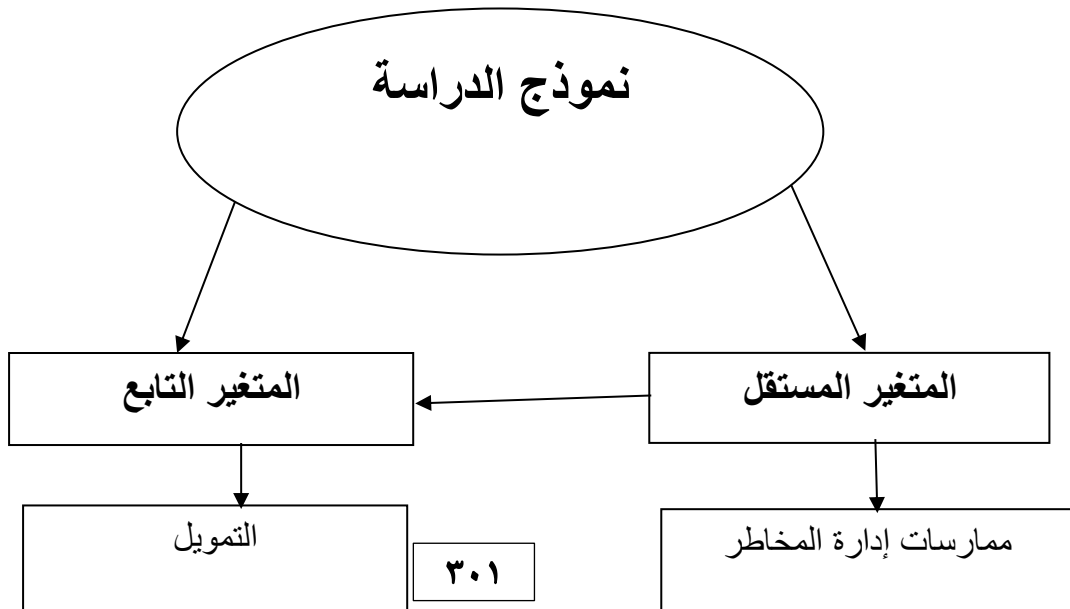 نموذج الدراسة
المتغير المستقل
المتغير التابع
ممارسات إدارة المخاطر
التمويل
٣٠١